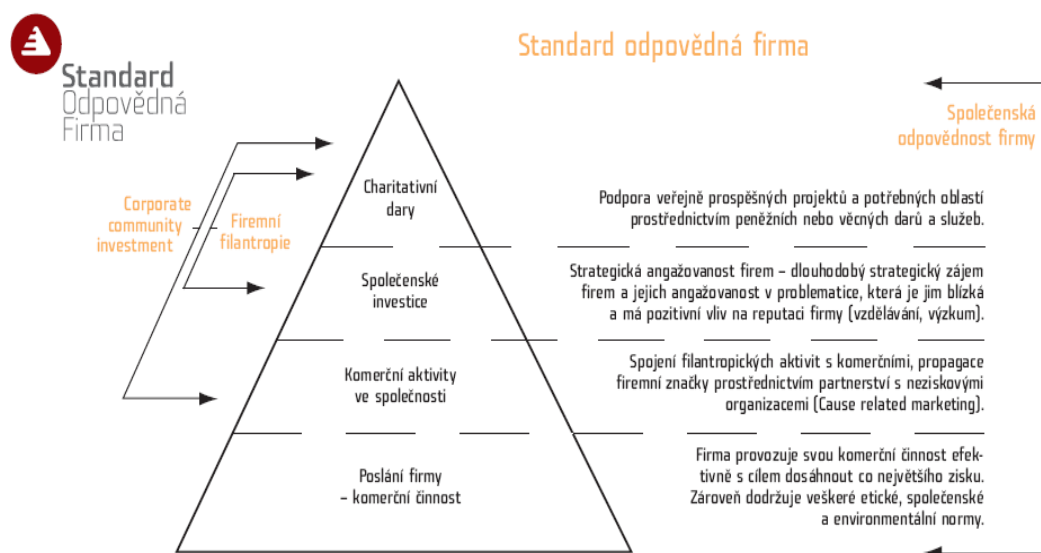 Standard odpovědná firma
Standard
Odpovědná
Firma
Společenská
odpovědnost firmy
Corporate
community
investment
Firemní
filantropie
Charitativní
dary
Podpora veřejně prospěšných projektů a potřebných oblastí
prostřednictvím peněžních nebo věcných darů a služeb.
Společenské
investice
Strategická angažovanost firem – dlouhodobý strategický zájem
firem a jejich angažovanost v problematice, která je jim blízká
a má pozitivní vliv na reputaci firmy (vzdělávání, výzkum).
Komerční aktivity
ve společnosti
Spojení filantropických aktivit s komerčními, propagace
firemní značky prostřednictvím partnerství s neziskovými
organizacemi (Cause related marketing).
Poslání firmy
– komerční činnost
Firma provozuje svou komerční činnost efek-
tivně s cílem dosáhnout co největšího zisku.
Zároveň dodržuje veškeré etické, společenské
a environmentální normy.